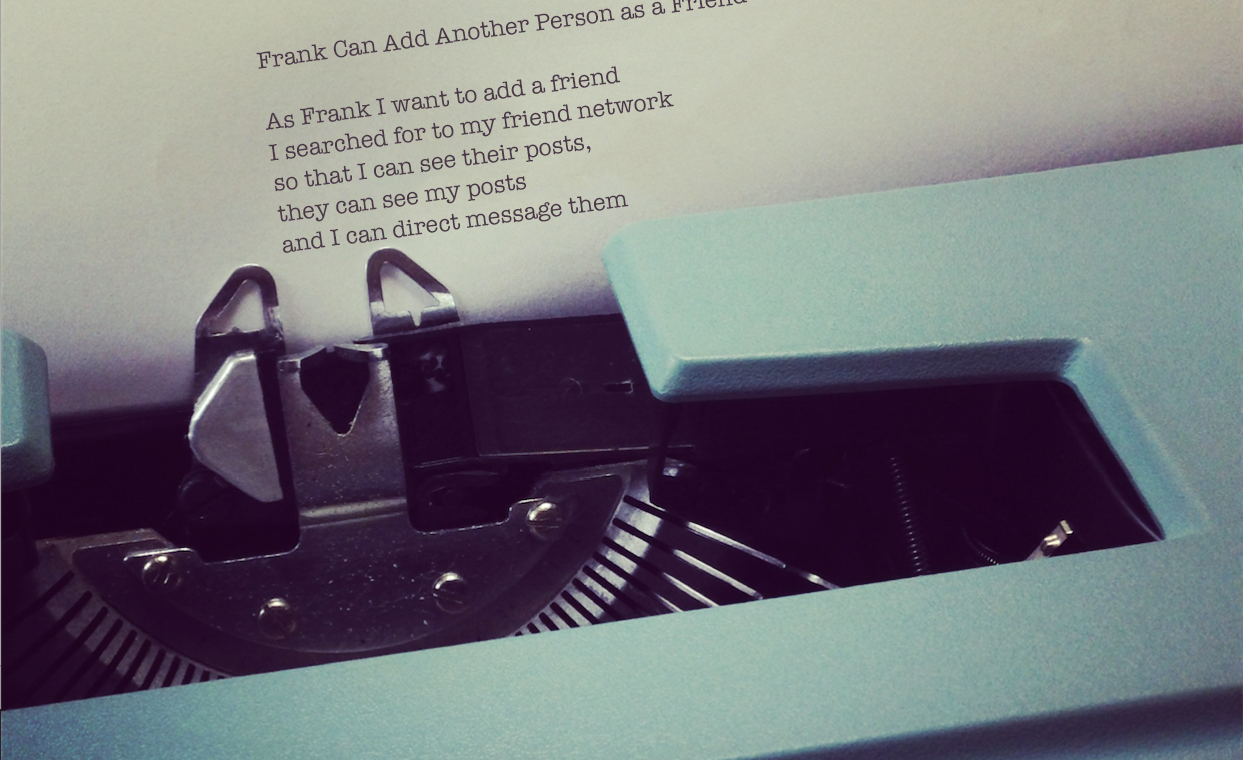 Frank Can Add Another Person as a Friend
As Frank I want to add a friend
I searched for to my friend network
so that I can see their posts,
they can see my posts
and I can direct message them